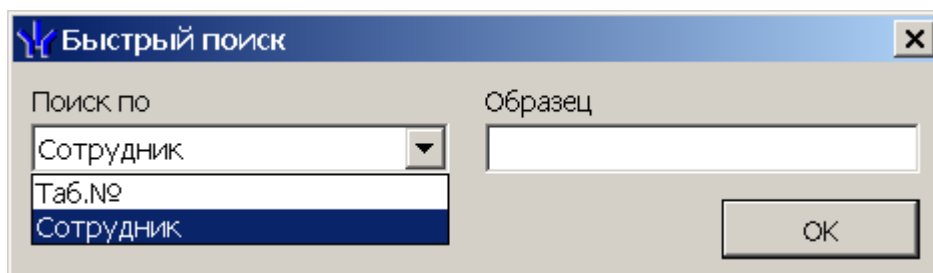 Быстрый поиск
Поиск по
Образец
Сотрудник
Таб.№
Сотрудник
OK